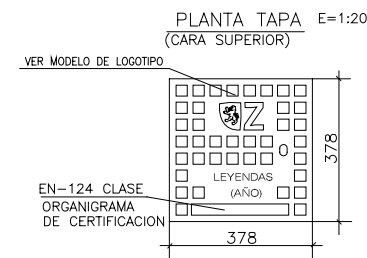 PLANTA TAPA E=1:20
(CARA SUPERIOR)
VER MODELO DE LOGOTIPO
Z
O
378
LEYENDAS
(AÑO)
EN-124 CLASE
ORGANIGRAMA
DE CERTIFICACION
378